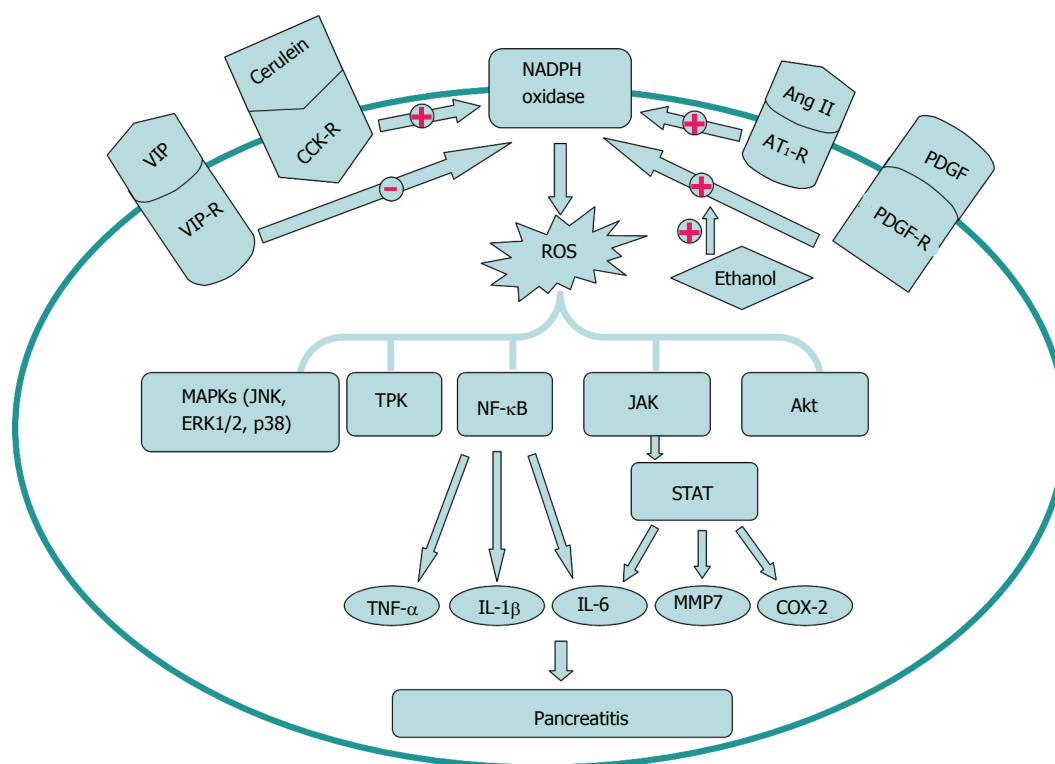 Cerulein
CCK-R
VIP
VIP-R
NADPH
oxidase
Ang II
AT₁-R
PDGF
PDGF-R
+
+
-
+
+
ROS
Ethanol
MAPKs (JNK,
ERK1/2, p38)
TPK
NF-κB
JAK
Akt
STAT
TNF-α
IL-1β
IL-6
MMP7
COX-2
Pancreatitis